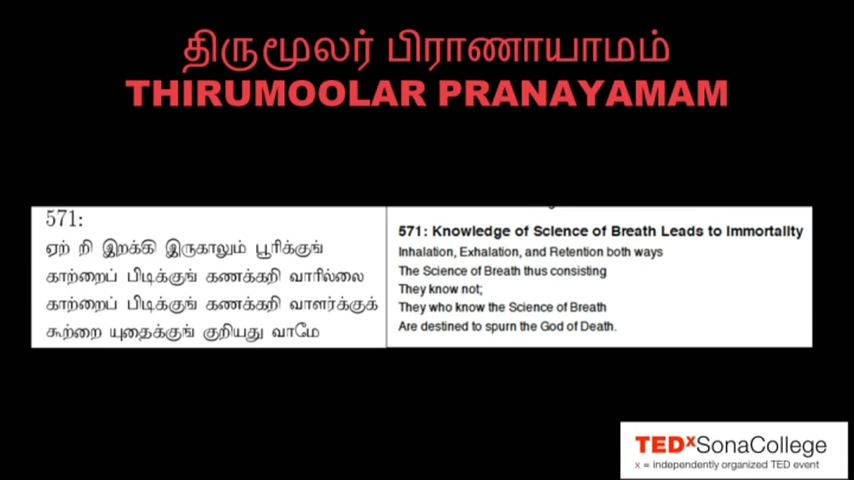 திருமூலர் பிராணாயாமம்
THIRUMOOLAR PRANAYAMAM
571:
ஏற் றி இறக்கி இருகாலும் பூரிக்குங்
காற்றைப் பிடிக்குங் கணக்கறி வாரில்லை
காற்றைப் பிடிக்குங் கணக்கறி வாளர்க்குக்
கூற்றை யுதைக்குங் குறியது வாமே
571: Knowledge of Science of Breath Leads to Immortality
Inhalation, Exhalation, and Retention both ways
The Science of Breath thus consisting
They know not;
They who know the Science of Breath
Are destined to spurn the God of Death.
TEDxSonaCollege
x = independently organized TED event